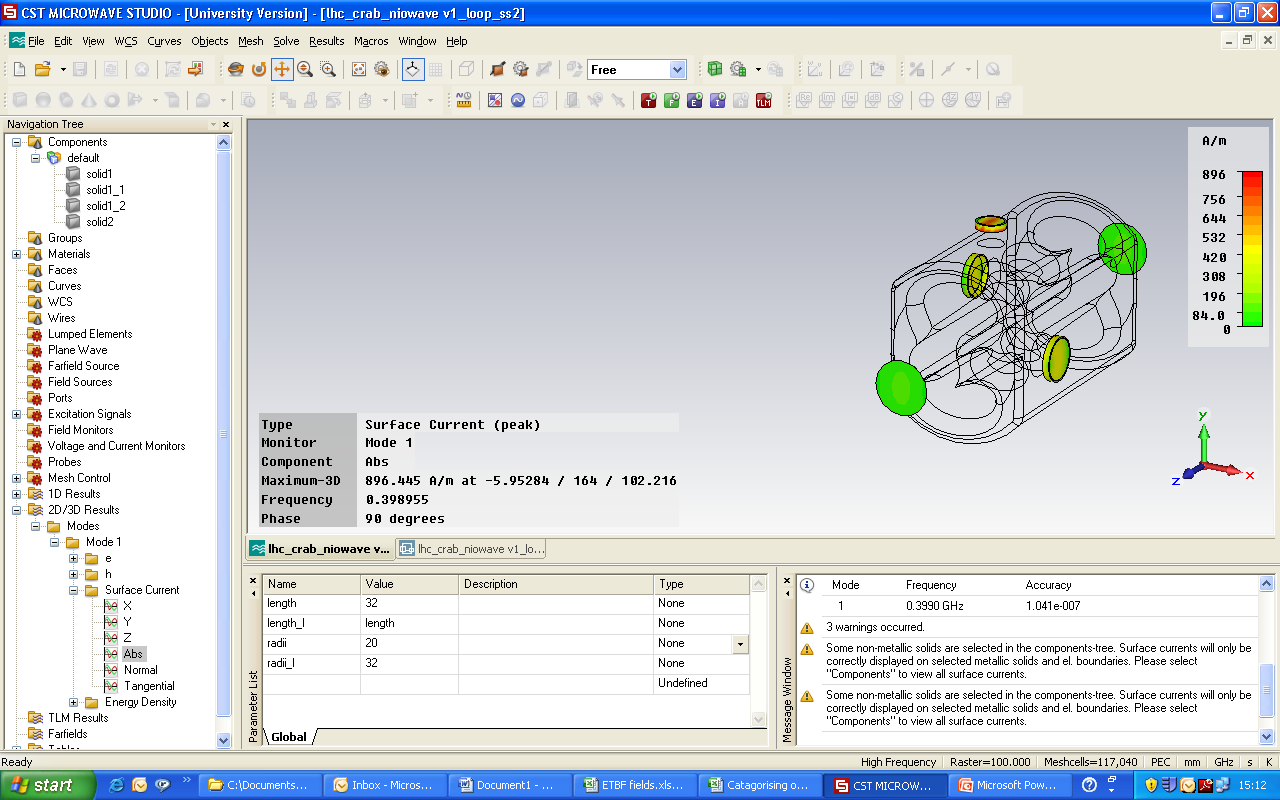 CST MICROWAVE STUDIO - [University Version] - [lhc_crab_niowave v1_loop_ss2]
File Edit View WCS Curves Objects Mesh Solve Results Macros Window Help
Free
Navigation Tree
Components
default
solid1
solid1_1
solid1_2
solid2
Groups
Materials
Faces
Curves
WCS
Wires
Lumped Elements
Plane Wave
Farfield Source
Field Sources
Ports
Excitation Signals
Field Monitors
Voltage and Current Monitors
Probes
Mesh Control
1D Results
2D/3D Results
Modes
Mode 1
e
h
Surface Current
X
Y
Z
Abs
Normal
Tangential
Energy Density
TLM Results
Farfields
Tables
A/m
896
756
644
532
420
308
196
84.0
0
y
x
z
Type Surface Current (peak)
Monitor Mode 1
Component Abs
Maximum-3D 896.445 A/m at -5.95284 / 164 / 102.216
Frequency 0.398955
Phase 90 degrees
lhc_crab_niowave v... lhc_crab_niowave v1_lo...
Parameter List
Name Value Description Type
length 32 None
length_l length None
radii 20 None
radii_l 32 None
Undefined
Global
Message Window
Mode Frequency Accuracy
1 0.3990 GHz 1.041e-007
3 warnings occurred.
Some non-metallic solids are selected in the components-tree. Surface currents will only be
correctly displayed on selected metallic solids and el. boundaries. Please select
"Components" to view all surface currents.
Some non-metallic solids are selected in the components-tree. Surface currents will only be
correctly displayed on selected metallic solids and el. boundaries. Please select
"Components" to view all surface currents.
Ready High Frequency Raster=100.000 Meshcells=117,040 PEC mm GHz s K
start C:\Documents... Inbox - Micros... Document1 - ... ETBF fields.xls... Catagorising o... CST MICROW... Microsoft Pow... 15:12